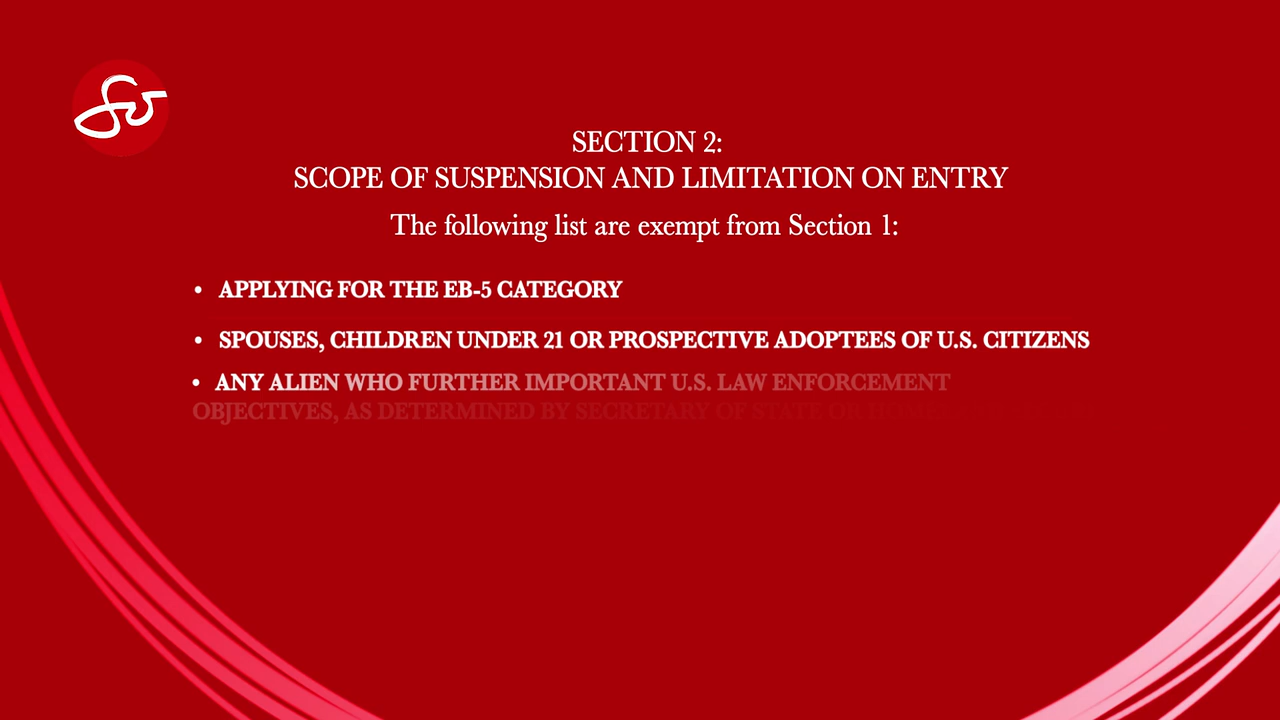 SECTION 2:
SCOPE OF SUSPENSION AND LIMITATION ON ENTRY
The following list are exempt from Section 1:
• APPLYING FOR THE EB-5 CATEGORY
• SPOUSES, CHILDREN UNDER 21 OR PROSPECTIVE ADOPTEES OF U.S. CITIZENS
• ANY ALIEN WHO FURTHER IMPORTANT U.S. LAW ENFORCEMENT
OBJECTIVES, AS DETERMINED BY SECRETARY OF STATE OR